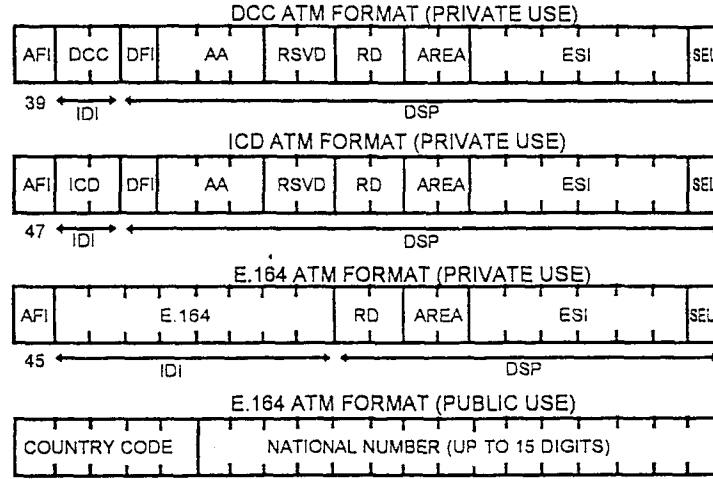 DCC ATM FORMAT (PRIVATE USE)
AFI DCC DFI AA RSVD RD AREA ESI SEL
39 IDI DSP
ICD ATM FORMAT (PRIVATE USE)
AFI ICD DFI AA RSVD RD AREA ESI SEL
47 IDI DSP
E.164 ATM FORMAT (PRIVATE USE)
AFI E.164 RD AREA ESI SEL
45 IDI DSP
E.164 ATM FORMAT (PUBLIC USE)
COUNTRY CODE NATIONAL NUMBER (UP TO 15 DIGITS)